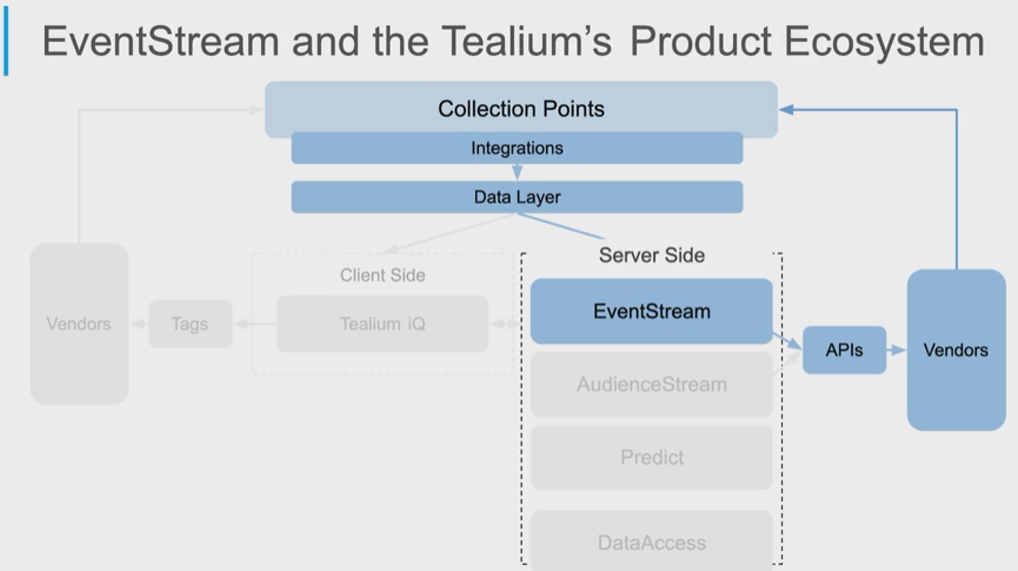 EventStream and the Tealium's Product Ecosystem
Collection Points
Integrations
Data Layer
Client Side
Server Side
Vendors
Tags
Tealium iQ
EventStream
AudienceStream
Predict
DataAccess
APIs
Vendors